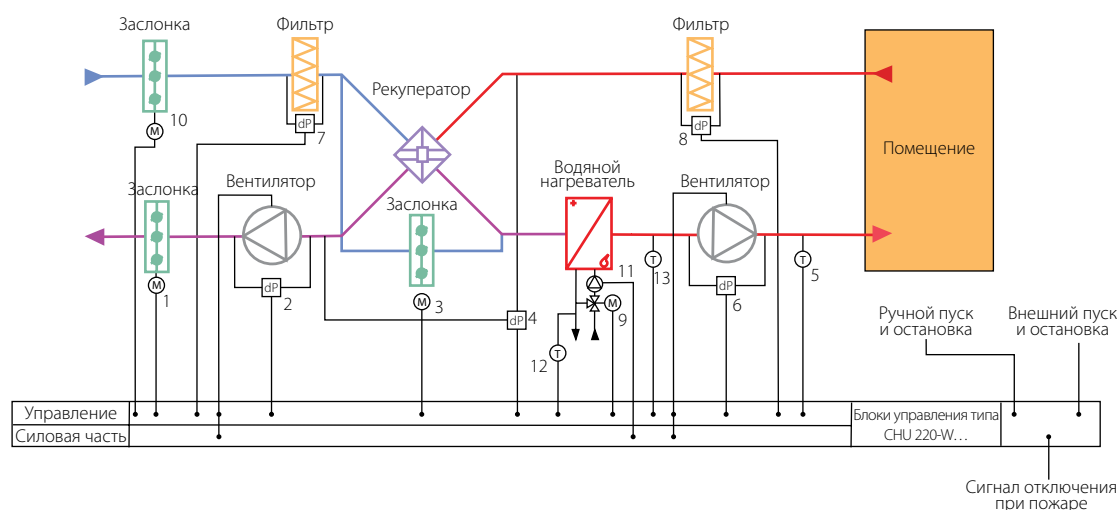 Заслонка
Фильтр
Фильтр
Рекуператор
Помещение
M
10
dP
7
dP
8
Заслонка
Вентилятор
Заслонка
Водяной
нагреватель
Вентилятор
M
1
dP
2
M
3
dP
4
11
M
9
T
12
T
13
dP
6
T
5
Ручной пуск
и остановка
Внешний пуск
и остановка
Управление
Силовая часть
Блоки управления типа
CHU 220-W...
Сигнал отключения
при пожаре